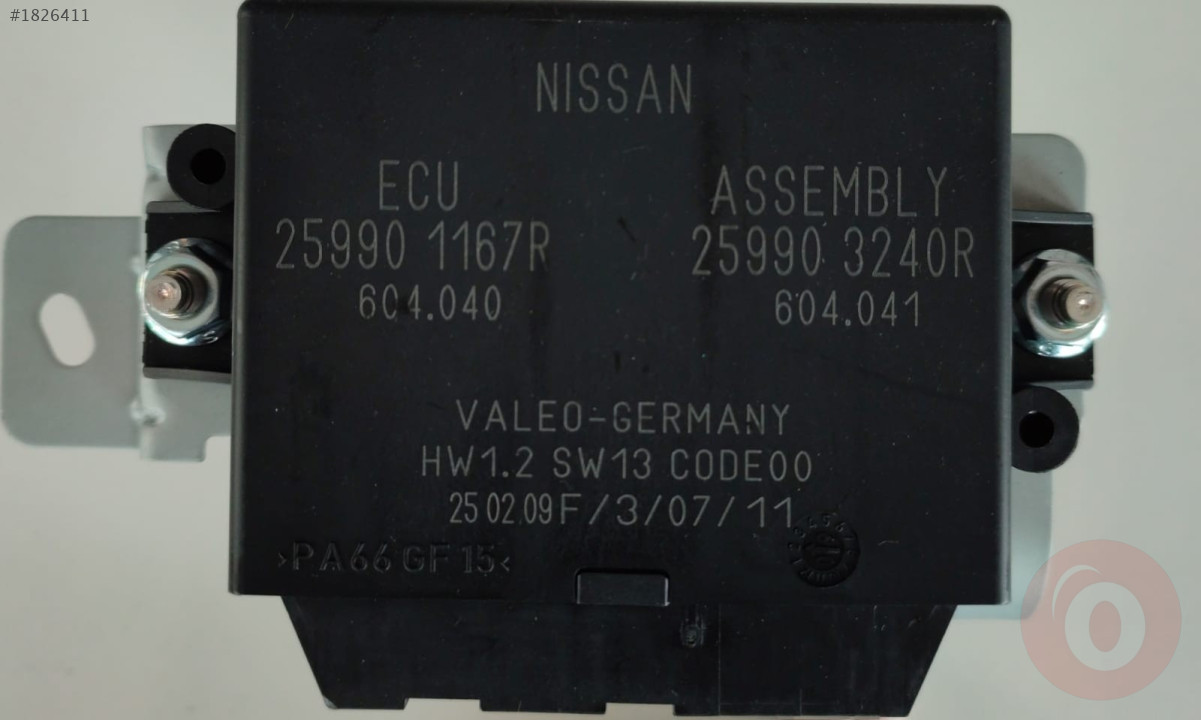 #1826411
NISSAN
ECU
25990 1167R
604.040
ASSEMBLY
25990 3240R
604.041
VALEO-GERMANY
HW1.2 SW13 CODE00
25 02.09F/3/07/11
>PA66 GF 15<